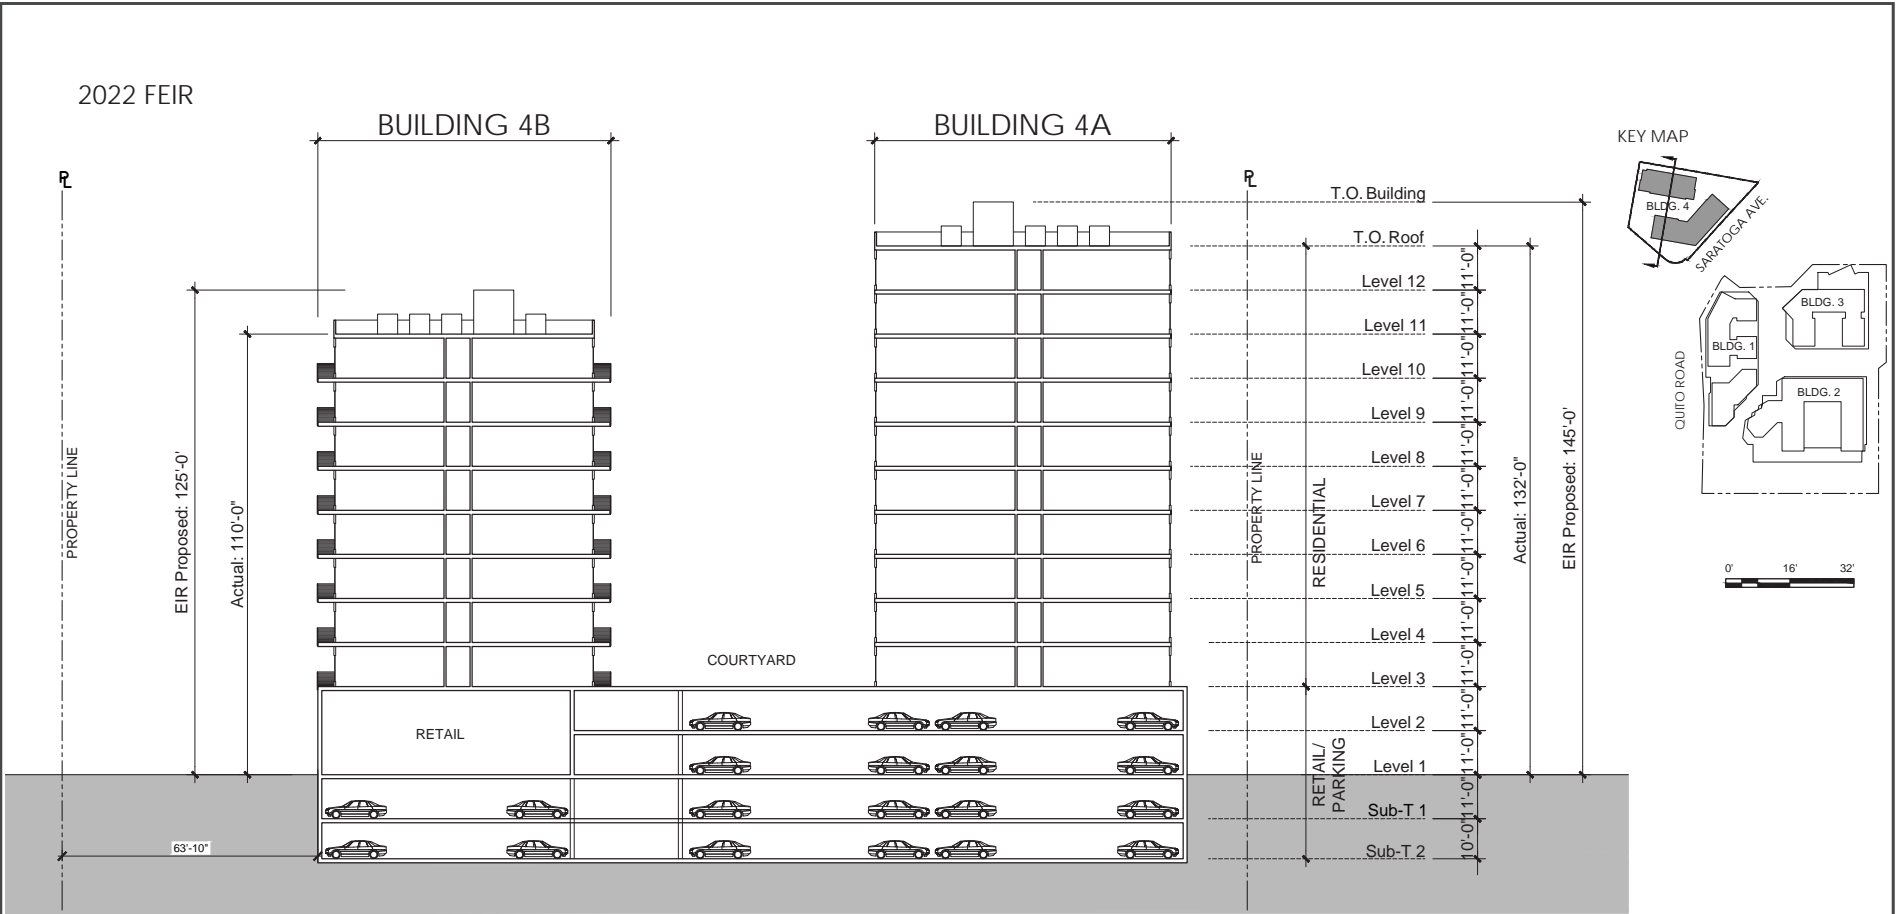 2022 FEIR
BUILDING 4B
BUILDING 4A
KEY MAP
BLDG. 4
SARATOGA AVE.
BLDG. 3
BLDG. 1
BLDG. 2
QUITO ROAD
0' 16' 32'
PL
PL
PROPERTY LINE
EIR Proposed: 125'-0'
Actual: 110'-0"
COURTYARD
RETAIL
63'-10"
PROPERTY LINE
RESIDENTIAL
RETAIL/
PARKING
T.O. Building
T.O. Roof
11'-0"
Level 12
11'-0"
Level 11
11'-0"
Level 10
11'-0"
Level 9
11'-0"
Level 8
11'-0"
Level 7
11'-0"
Level 6
11'-0"
Level 5
11'-0"
Level 4
11'-0"
Level 3
11'-0"
Level 2
11'-0"
Level 1
11'-0"
Sub-T 1
10'-0"
Sub-T 2
Actual: 132'-0"
EIR Proposed: 145'-0'